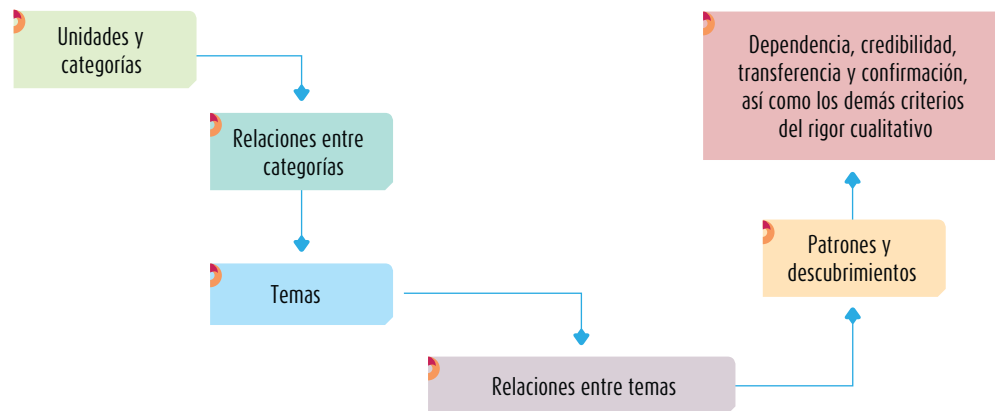 Unidades y
categorías
Relaciones entre
categorías
Temas
Relaciones entre temas
Patrones y
descubrimientos
Dependencia, credibilidad,
transferencia y confirmación,
así como los demás criterios
del rigor cualitativo